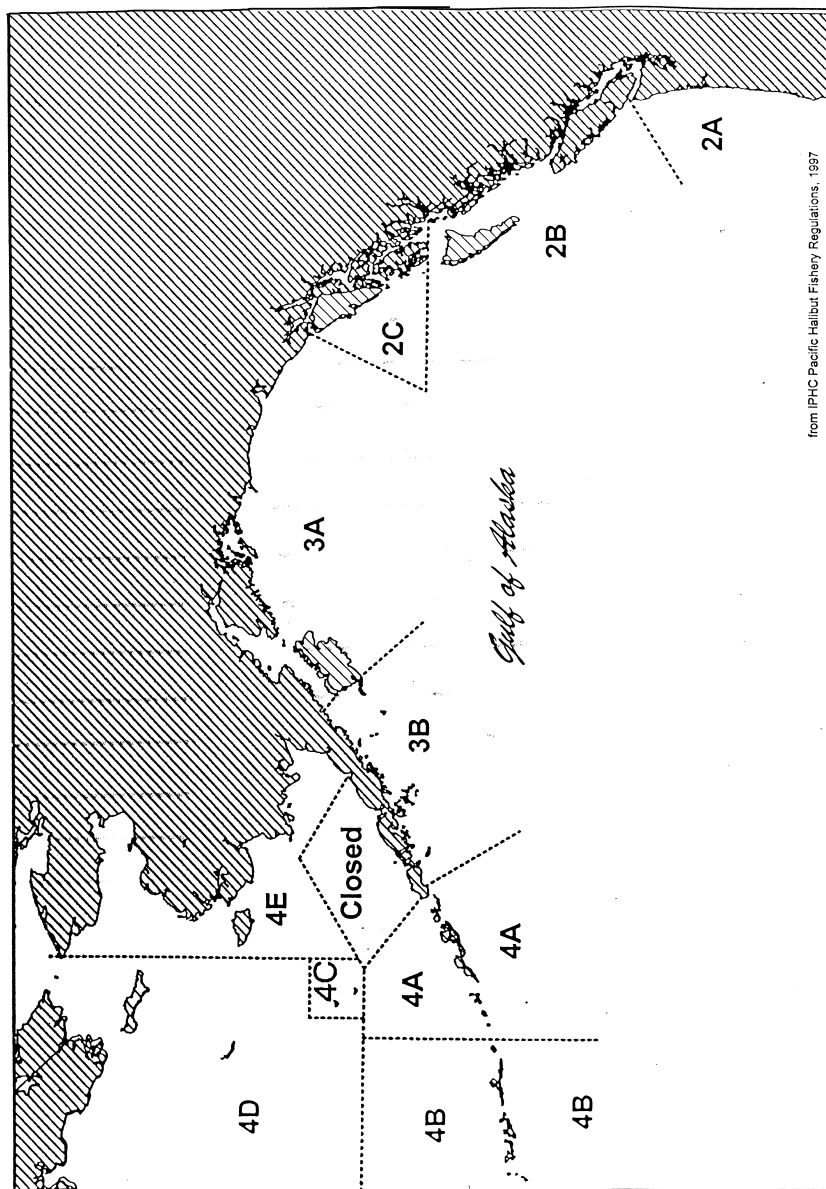 4D
4E
4C
3A
Closed
2C
4A
3B
4B
Gulf of Alaska
4A
2B
4B
2A
from IPHC Pacific Halibut Fishery Regulations, 1997